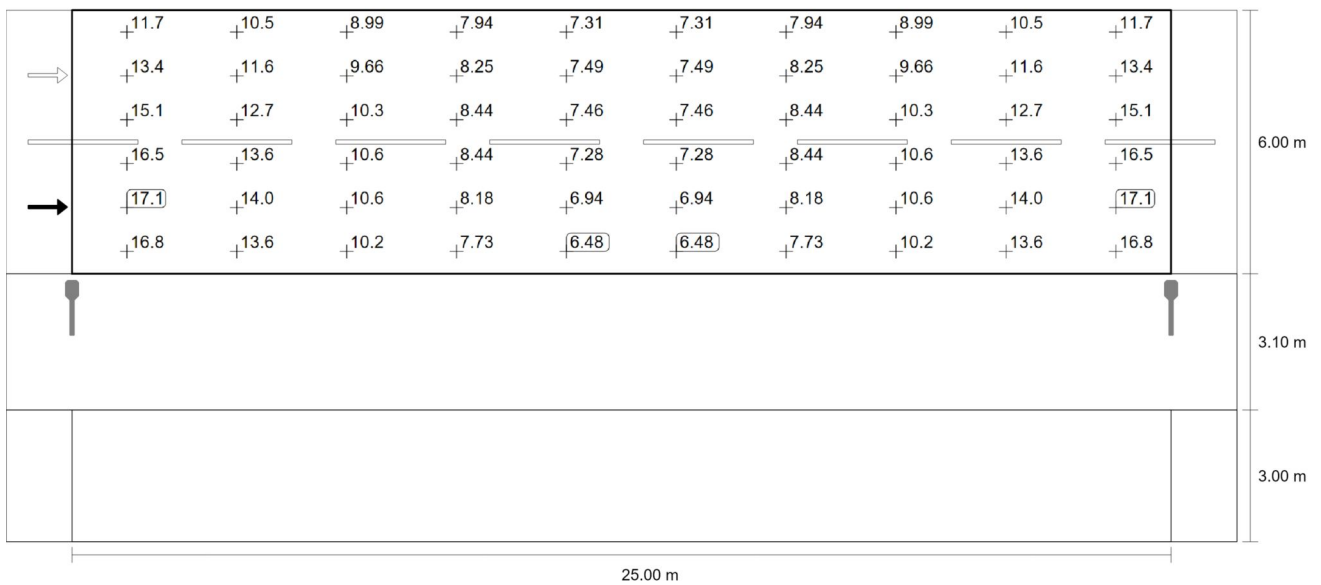 11.7 10.5 8.99 7.94 7.31 7.31 7.94 8.99 10.5 11.7
13.4 11.6 9.66 8.25 7.49 7.49 8.25 9.66 11.6 13.4
15.1 12.7 10.3 8.44 7.46 7.46 8.44 10.3 12.7 15.1
6.00 m
16.5 13.6 10.6 8.44 7.28 7.28 8.44 10.6 13.6 16.5
17.1 14.0 10.6 8.18 6.94 6.94 8.18 10.6 14.0 17.1
16.8 13.6 10.2 7.73 6.48 6.48 7.73 10.2 13.6 16.8
3.10 m
3.00 m
25.00 m